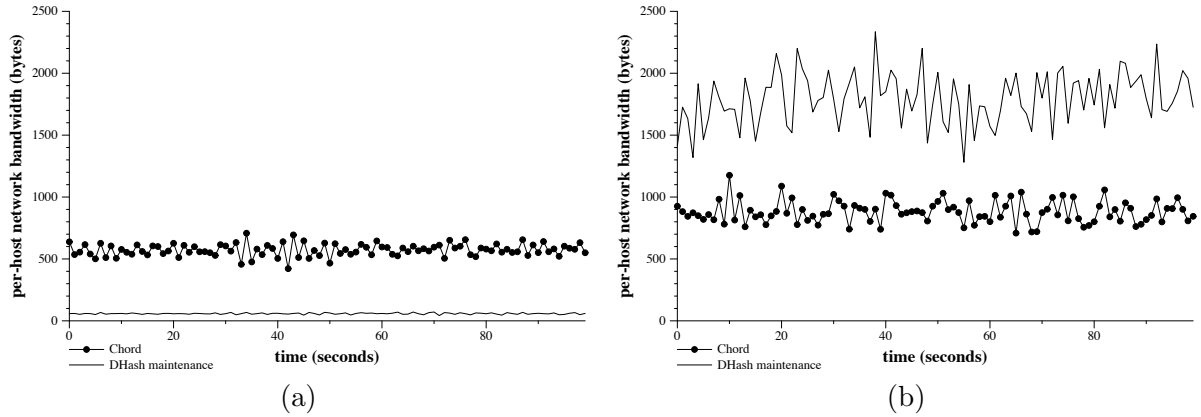 2500
2000
1500
1000
500
0
per-host network bandwidth (bytes)
0 20 40 60 80
time (seconds)
Chord
DHash maintenance
(a)
2500
2000
1500
1000
500
0
per-host network bandwidth (bytes)
0 20 40 60 80
time (seconds)
Chord
DHash maintenance
(b)